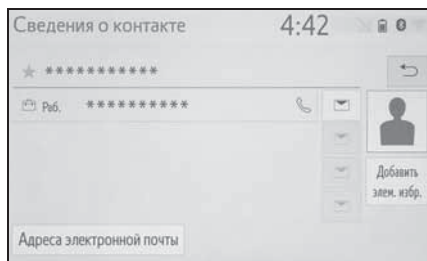 Сведения о контакте 4:42
***********
Раб. **********
Добавить
элем. избр.
Адреса электронной почты